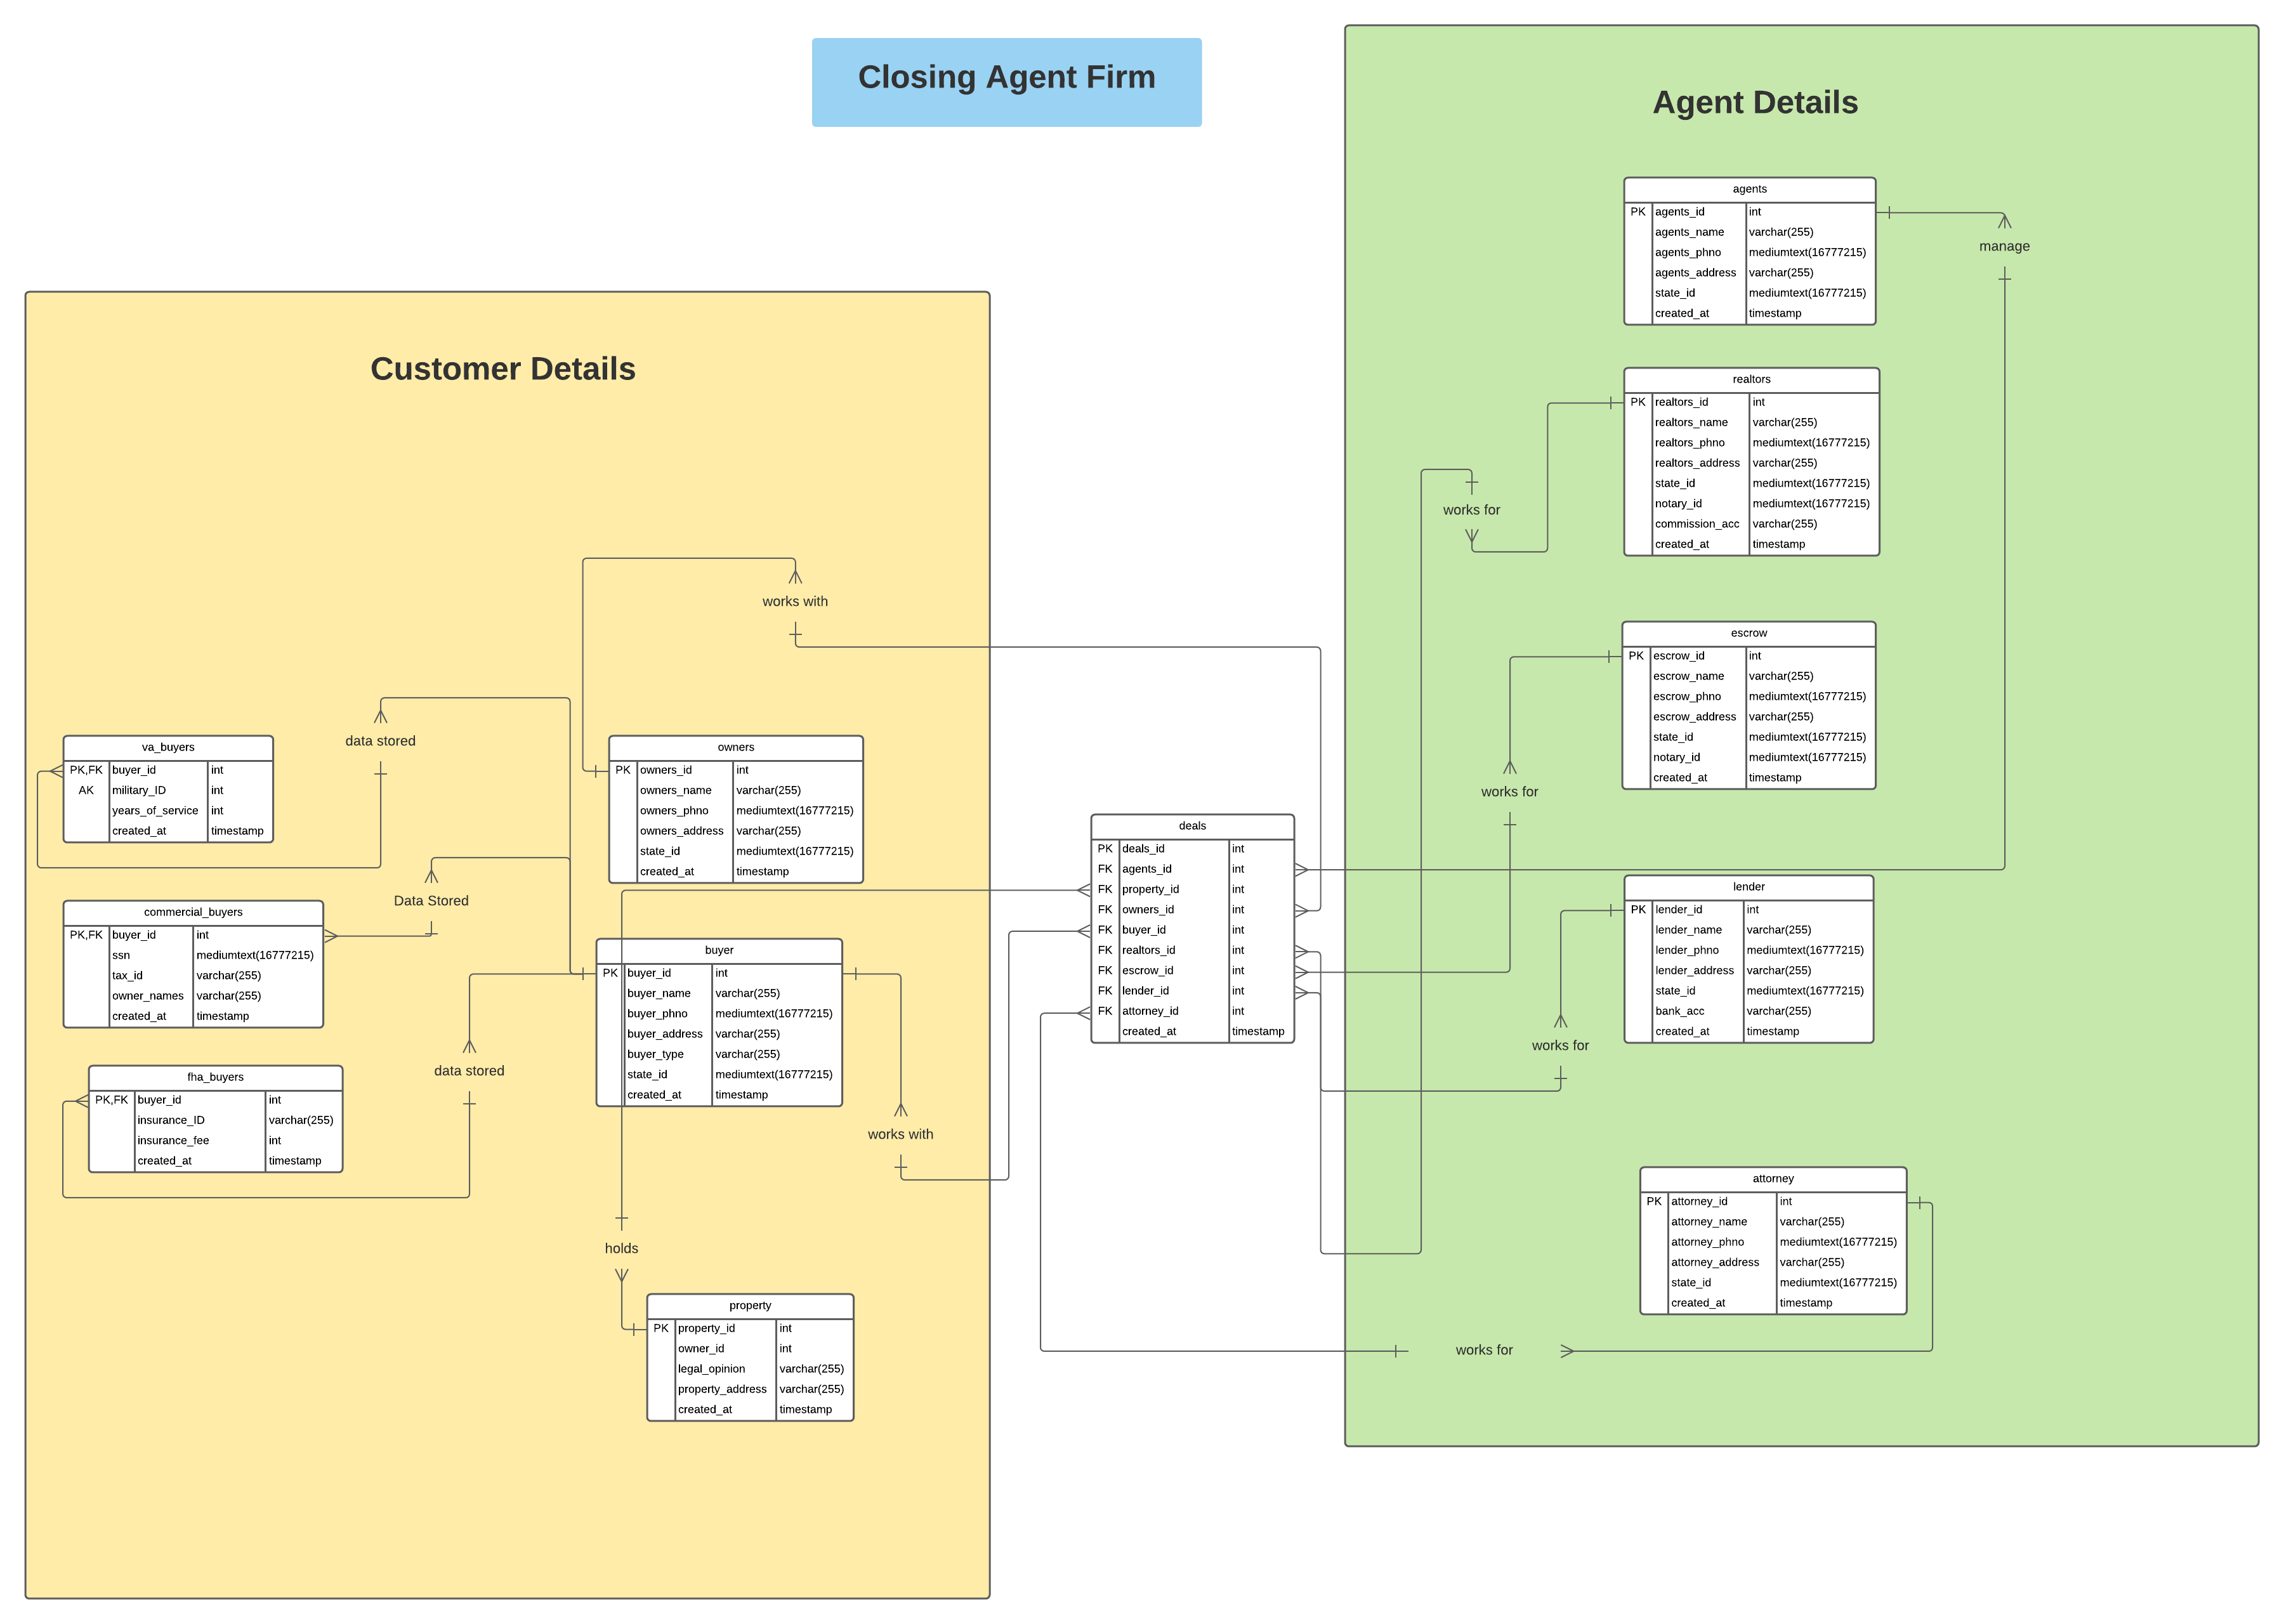 Closing Agent Firm
Agent Details
agents
PK agents_id int
agents_name varchar(255)
agents_phno mediumtext(16777215)
agents_address varchar(255)
state_id mediumtext(16777215)
created_at timestamp
manage
realtors
PK realtors_id int
realtors_name varchar(255)
realtors_phno mediumtext(16777215)
realtors_address varchar(255)
state_id mediumtext(16777215)
notary_id mediumtext(16777215)
commission_acc varchar(255)
created_at timestamp
works for
escrow
PK escrow_id int
escrow_name varchar(255)
escrow_phno mediumtext(16777215)
escrow_address varchar(255)
state_id mediumtext(16777215)
notary_id mediumtext(16777215)
created_at timestamp
works for
lender
PK lender_id int
lender_name varchar(255)
lender_phno mediumtext(16777215)
lender_address varchar(255)
state_id mediumtext(16777215)
bank_acc varchar(255)
created_at timestamp
works for
attorney
PK attorney_id int
attorney_name varchar(255)
attorney_phno mediumtext(16777215)
attorney_address varchar(255)
state_id mediumtext(16777215)
created_at timestamp
works for
Customer Details
works with
data stored
va_buyers
PK,FK buyer_id int
AK military_ID int
years_of_service int
created_at timestamp
owners
PK owners_id int
owners_name varchar(255)
owners_phno mediumtext(16777215)
owners_address varchar(255)
state_id mediumtext(16777215)
created_at timestamp
Data Stored
commercial_buyers
PK,FK buyer_id int
ssn mediumtext(16777215)
tax_id varchar(255)
owner_names varchar(255)
created_at timestamp
buyer
PK buyer_id int
buyer_name varchar(255)
buyer_phno mediumtext(16777215)
buyer_address varchar(255)
buyer_type varchar(255)
state_id mediumtext(16777215)
created_at timestamp
data stored
fha_buyers
PK,FK buyer_id int
insurance_ID varchar(255)
insurance_fee int
created_at timestamp
works with
holds
property
PK property_id int
owner_id int
legal_opinion varchar(255)
property_address varchar(255)
created_at timestamp
deals
PK deals_id int
FK agents_id int
FK property_id int
FK owners_id int
FK buyer_id int
FK realtors_id int
FK escrow_id int
FK lender_id int
FK attorney_id int
created_at timestamp